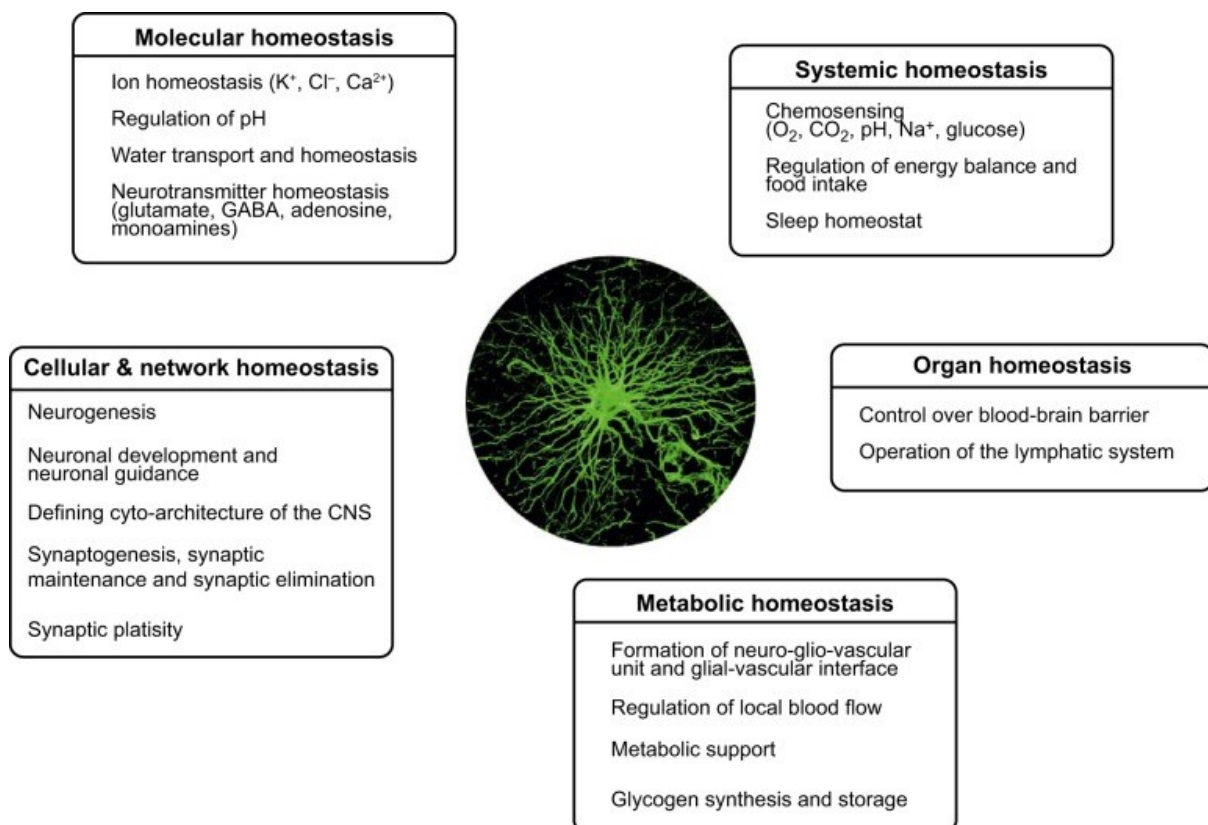 Molecular homeostasis
Ion homeostasis (K⁺, Cl⁻, Ca²⁺)
Regulation of pH
Water transport and homeostasis
Neurotransmitter homeostasis
(glutamate, GABA, adenosine,
monoamines)
Systemic homeostasis
Chemosensing
(O₂, CO₂, pH, Na⁺, glucose)
Regulation of energy balance and
food intake
Sleep homeostat
Cellular & network homeostasis
Neurogenesis
Neuronal development and
neuronal guidance
Defining cyto-architecture of the CNS
Synaptogenesis, synaptic
maintenance and synaptic elimination
Synaptic platisity
Organ homeostasis
Control over blood-brain barrier
Operation of the lymphatic system
Metabolic homeostasis
Formation of neuro-glio-vascular
unit and glial-vascular interface
Regulation of local blood flow
Metabolic support
Glycogen synthesis and storage